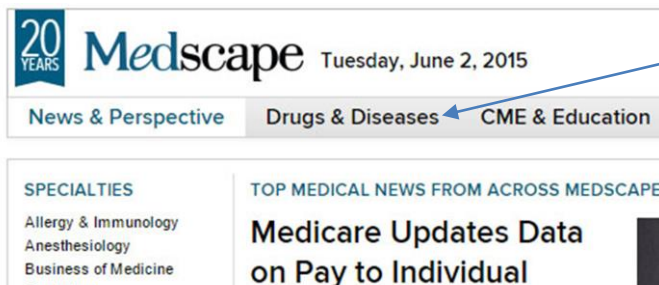 20
YEARS
Medscape
Tuesday, June 2, 2015
News & Perspective
Drugs & Diseases
CME & Education
SPECIALTIES
Allergy & Immunology
Anesthesiology
Business of Medicine
TOP MEDICAL NEWS FROM ACROSS MEDSCAPE
Medicare Updates Data
on Pay to Individual